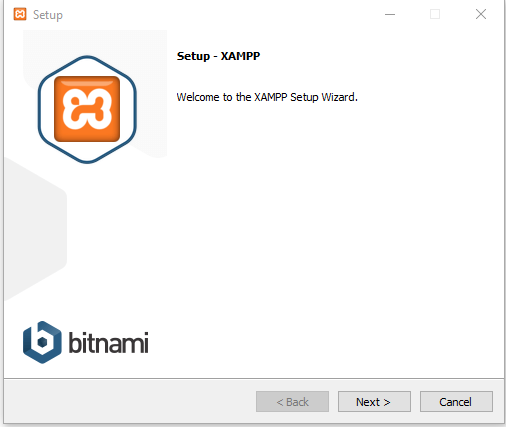 Setup
Setup - XAMPP
Welcome to the XAMPP Setup Wizard.
bitnami
< Back
Next >
Cancel